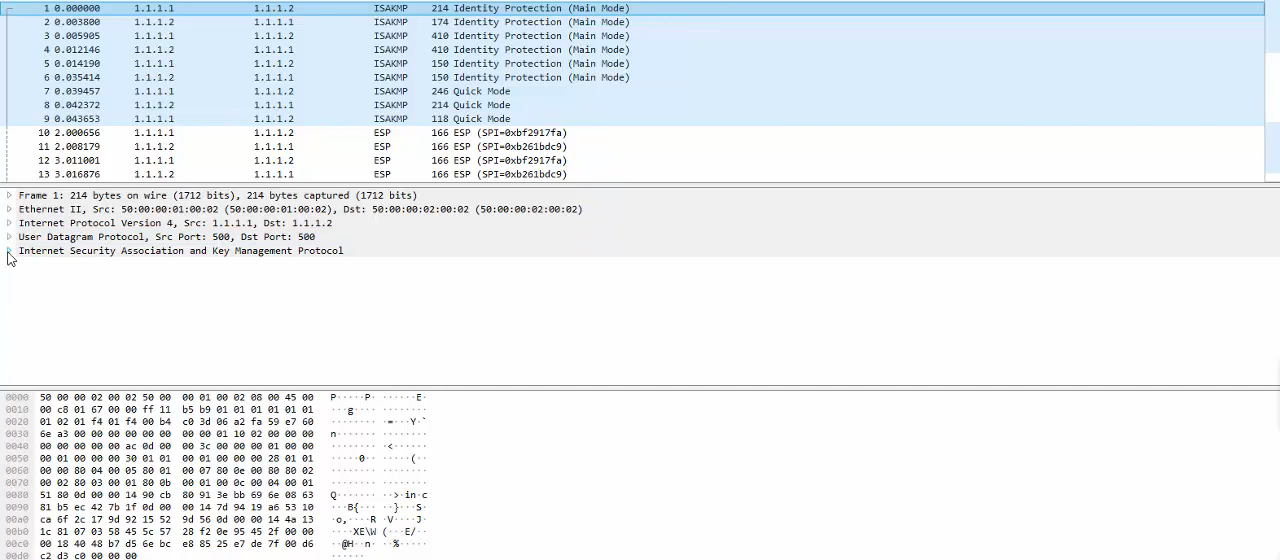 1 0.000000 1.1.1.1 1.1.1.2 ISAKMP 214 Identity Protection (Main Mode)
2 0.003800 1.1.1.2 1.1.1.1 ISAKMP 174 Identity Protection (Main Mode)
3 0.005905 1.1.1.1 1.1.1.2 ISAKMP 410 Identity Protection (Main Mode)
4 0.012146 1.1.1.2 1.1.1.1 ISAKMP 410 Identity Protection (Main Mode)
5 0.014190 1.1.1.1 1.1.1.2 ISAKMP 150 Identity Protection (Main Mode)
6 0.035414 1.1.1.2 1.1.1.1 ISAKMP 150 Identity Protection (Main Mode)
7 0.039457 1.1.1.1 1.1.1.2 ISAKMP 246 Quick Mode
8 0.042372 1.1.1.2 1.1.1.1 ISAKMP 214 Quick Mode
9 0.043653 1.1.1.1 1.1.1.2 ISAKMP 118 Quick Mode
10 2.000656 1.1.1.1 1.1.1.2 ESP 166 ESP (SPI=0xbf2917fa)
11 2.008179 1.1.1.2 1.1.1.1 ESP 166 ESP (SPI=0xb261bdc9)
12 3.011001 1.1.1.1 1.1.1.2 ESP 166 ESP (SPI=0xbf2917fa)
13 3.016876 1.1.1.2 1.1.1.1 ESP 166 ESP (SPI=0xb261bdc9)
Frame 1: 214 bytes on wire (1712 bits), 214 bytes captured (1712 bits)
Ethernet II, Src: 50:00:00:01:00:02 (50:00:00:01:00:02), Dst: 50:00:00:02:00:02 (50:00:00:02:00:02)
Internet Protocol Version 4, Src: 1.1.1.1, Dst: 1.1.1.2
User Datagram Protocol, Src Port: 500, Dst Port: 500
Internet Security Association and Key Management Protocol
0000 50 00 00 02 00 02 50 00 00 01 00 02 08 00 45 00 P·····P· ······E·
0010 00 c8 01 67 00 00 ff 11 b5 b9 01 01 01 01 01 01 ···g···· ········
0020 01 02 01 f4 01 f4 00 b4 c0 3d 06 a2 fa 59 e7 60 ········ ·=···Y·`
0030 6e a3 00 00 00 00 00 00 00 00 01 10 02 00 00 00 n······· ········
0040 00 00 00 00 00 ac 0d 00 00 3c 00 00 00 01 00 00 ········ ·<······
0050 00 01 00 00 00 30 01 01 00 01 00 00 00 28 01 01 ·····0·· ·····(··
0060 00 00 80 04 00 05 80 01 00 07 80 0e 00 80 80 02 ········ ········
0070 00 02 80 03 00 01 80 0b 00 01 00 0c 00 04 00 01 ········ ········
0080 51 80 0d 00 00 14 90 cb 80 91 3e bb 69 6e 08 63 Q······· ··>·in·c
0090 81 b5 ec 42 7b 1f 0d 00 00 14 7d 94 19 a6 53 10 ···B{··· ··}···S·
00a0 ca 6f 2c 17 9d 92 15 52 9d 56 0d 00 00 14 4a 13 ·o,····R ·V····J·
00b0 1c 81 07 03 58 45 5c 57 28 f2 0e 95 45 2f 00 00 ····XE\W (···E/··
00c0 00 18 40 48 b7 d5 6e bc e8 85 25 e7 de 7f 00 d6 ··@H··n· ··%·····
00d0 c2 d3 c0 00 00 00 ······